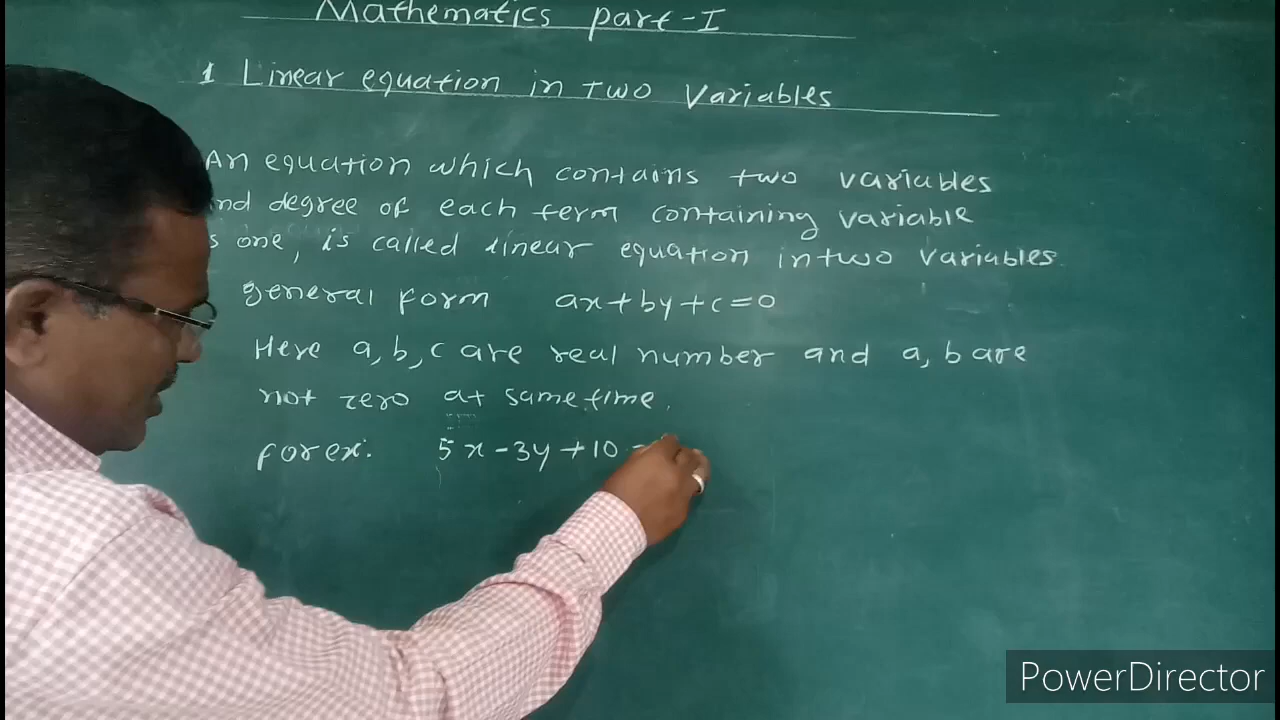 Mathematics part-I
1 Linear equation in two variables
An equation which contains two variables
nd degree of each term containing variable
s one, is called linear equation in two variables.
general form ax+by+c=0
Here a, b, c are real number and a, b are
not zero at same time.
for ex: 5x-3y+10
PowerDirector